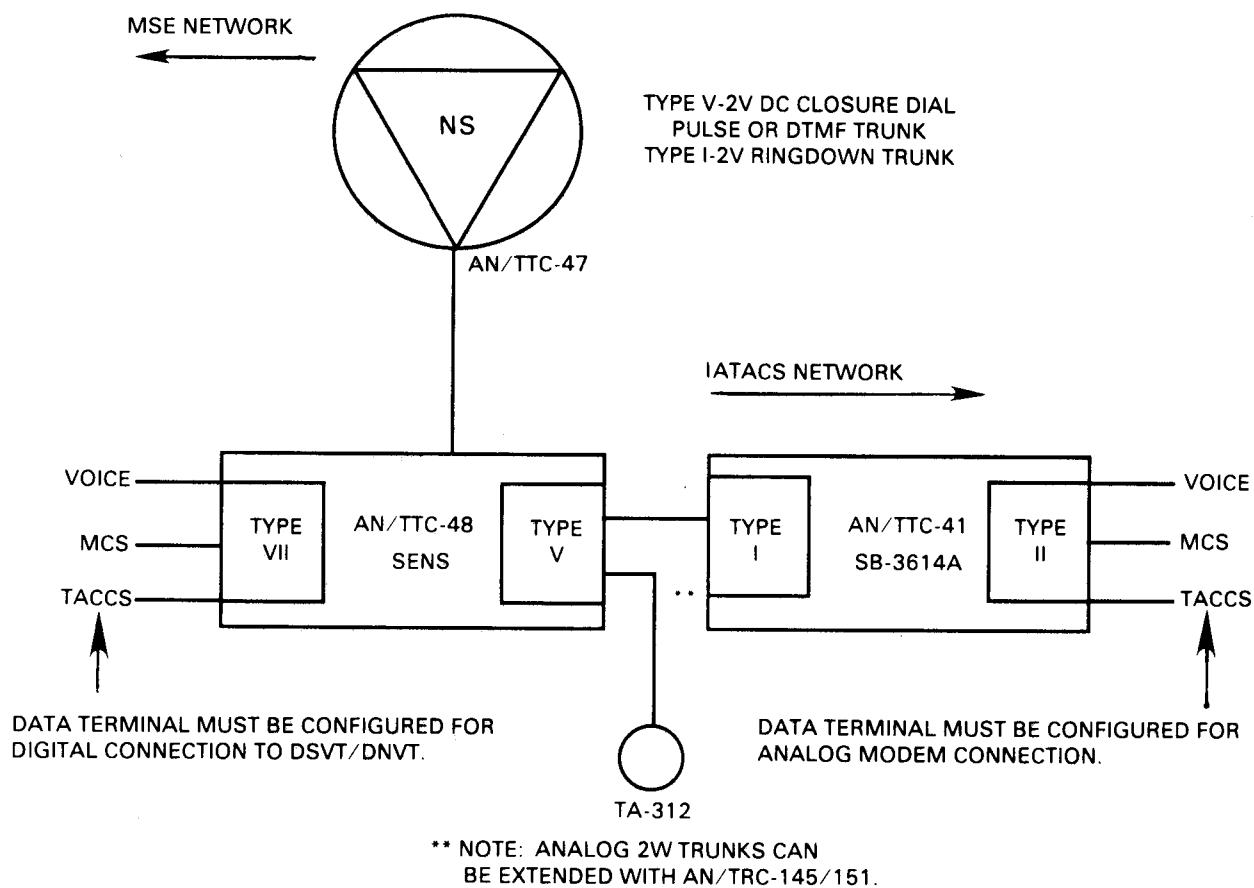 MSE NETWORK
NS
TYPE V-2V DC CLOSURE DIAL
PULSE OR DTMF TRUNK
TYPE I-2V RINGDOWN TRUNK
AN/TTC-47
IATACS NETWORK
VOICE
MCS
TACCS
TYPE
VII
AN/TTC-48
SENS
TYPE
V
..
TYPE
I
AN/TTC-41
SB-3614A
TYPE
II
VOICE
MCS
TACCS
DATA TERMINAL MUST BE CONFIGURED FOR
DIGITAL CONNECTION TO DSVT/DNVT.
DATA TERMINAL MUST BE CONFIGURED FOR
ANALOG MODEM CONNECTION.
TA-312
** NOTE: ANALOG 2W TRUNKS CAN
BE EXTENDED WITH AN/TRC-145/151.